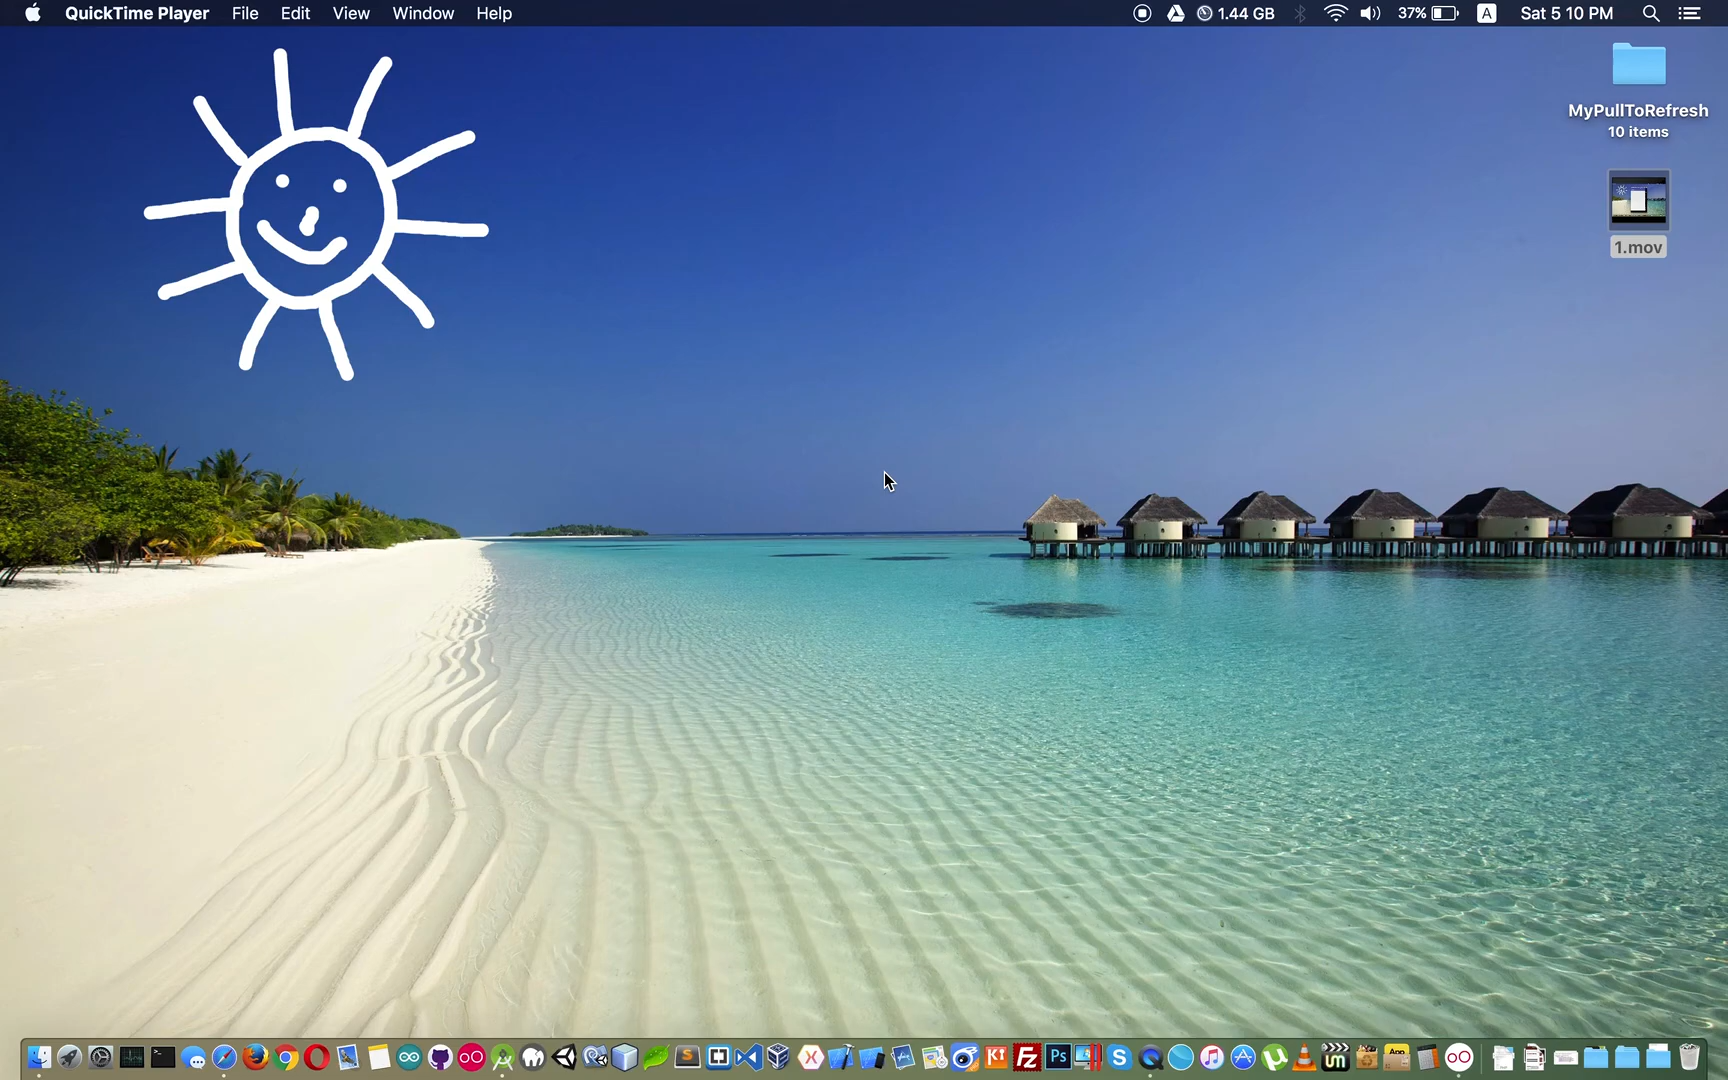 QuickTime Player File Edit View Window Help 1.44 GB 37% A Sat 5 10 PM
MyPullToRefresh
10 items
1.mov